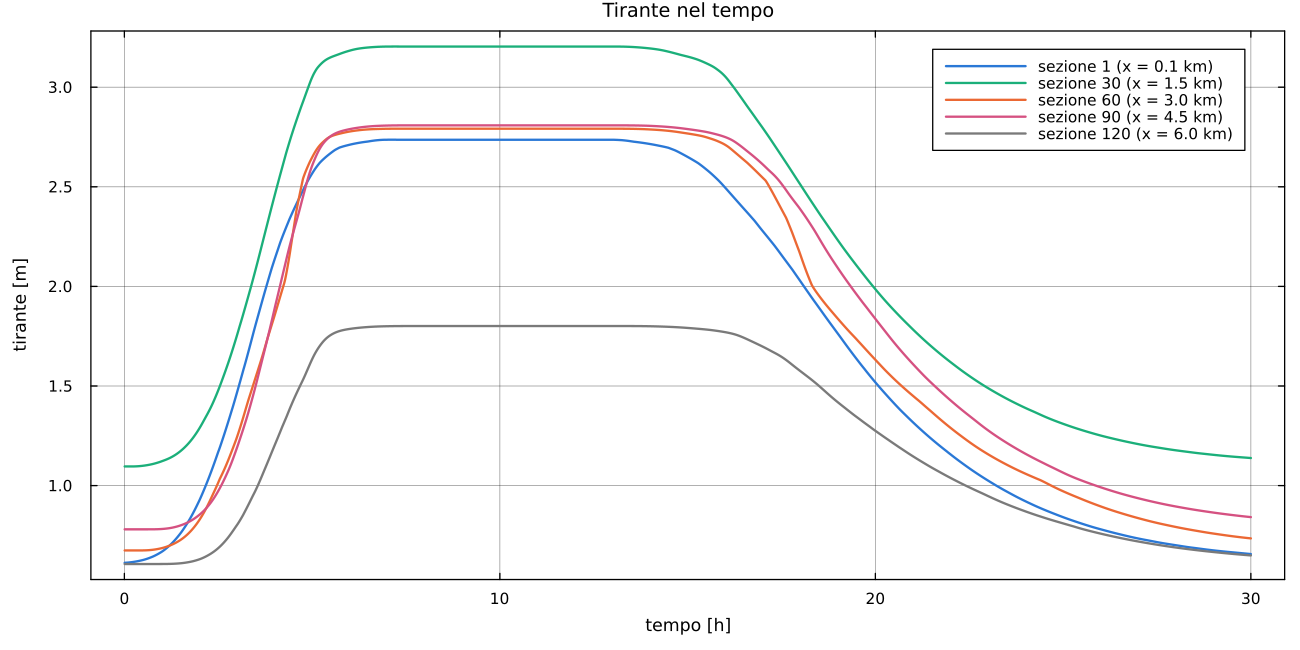 Tirante nel tempo
sezione 1 (x = 0.1 km)
sezione 30 (x = 1.5 km)
sezione 60 (x = 3.0 km)
sezione 90 (x = 4.5 km)
sezione 120 (x = 6.0 km)
tirante [m]
3.0
2.5
2.0
1.5
1.0
0
10
20
30
tempo [h]